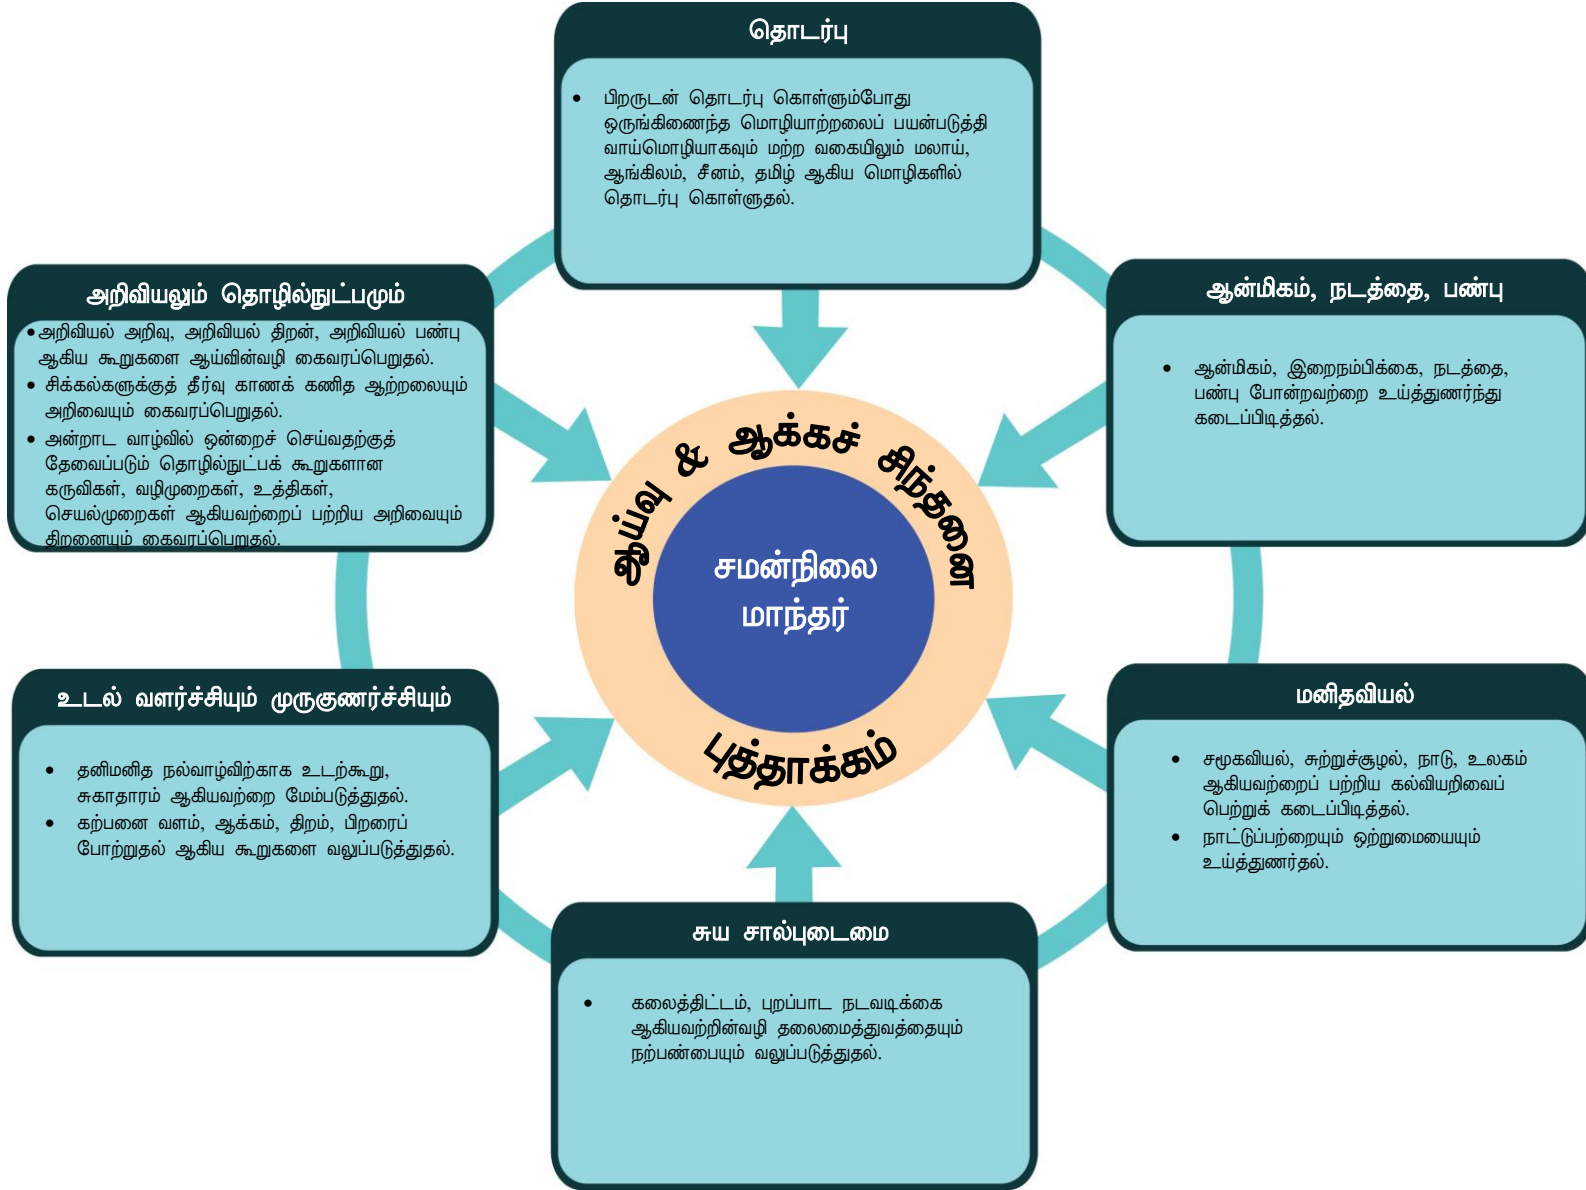 தொடர்பு
• பிறருடன் தொடர்பு கொள்ளும்போது
ஒருங்கிணைந்த மொழியாற்றலைப் பயன்படுத்தி
வாய்மொழியாகவும் மற்ற வகையிலும் மலாய்,
ஆங்கிலம், சீனம், தமிழ் ஆகிய மொழிகளில்
தொடர்பு கொள்ளுதல்.
ஆன்மிகம், நடத்தை, பண்பு
• ஆன்மிகம், இறைநம்பிக்கை, நடத்தை,
பண்பு போன்றவற்றை உய்த்துணர்ந்து
கடைப்பிடித்தல்.
அறிவியலும் தொழில்நுட்பமும்
• அறிவியல் அறிவு, அறிவியல் திறன், அறிவியல் பண்பு
ஆகிய கூறுகளை ஆய்வின்வழி கைவரப்பெறுதல்.
• சிக்கல்களுக்குத் தீர்வு காணக் கணித ஆற்றலையும்
அறிவையும் கைவரப்பெறுதல்.
• அன்றாட வாழ்வில் ஒன்றைச் செய்வதற்குத்
தேவைப்படும் தொழில்நுட்பக் கூறுகளான
கருவிகள், வழிமுறைகள், உத்திகள்,
செயல்முறைகள் ஆகியவற்றைப் பற்றிய அறிவையும்
திறனையும் கைவரப்பெறுதல்.
ஆய்வு & ஆக்கச் சிந்தனை
சமன்நிலை
மாந்தர்
புத்தாக்கம்
உடல் வளர்ச்சியும் முருகுணர்ச்சியும்
• தனிமனித நல்வாழ்விற்காக உடற்கூறு,
சுகாதாரம் ஆகியவற்றை மேம்படுத்துதல்.
• கற்பனை வளம், ஆக்கம், திறம், பிறரைப்
போற்றுதல் ஆகிய கூறுகளை வலுப்படுத்துதல்.
மனிதவியல்
• சமூகவியல், சுற்றுச்சூழல், நாடு, உலகம்
ஆகியவற்றைப் பற்றிய கல்வியறிவைப்
பெற்றுக் கடைப்பிடித்தல்.
• நாட்டுப்பற்றையும் ஒற்றுமையையும்
உய்த்துணர்தல்.
சுய சால்புடைமை
• கலைத்திட்டம், புறப்பாட நடவடிக்கை
ஆகியவற்றின்வழி தலைமைத்துவத்தையும்
நற்பண்பையும் வலுப்படுத்துதல்.